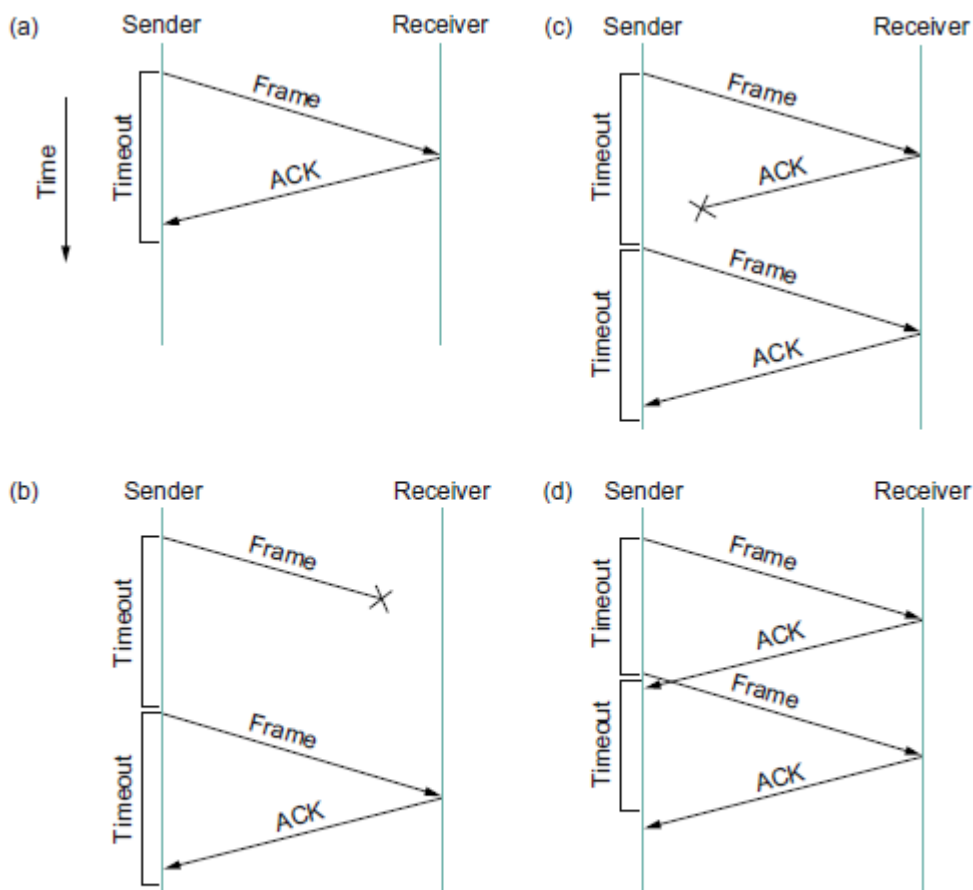 (a)
Sender
Receiver
Time
Timeout
Frame
ACK
(c)
Sender
Receiver
Timeout
Frame
ACK
Timeout
Frame
ACK
(b)
Sender
Receiver
Timeout
Frame
Timeout
Frame
ACK
(d)
Sender
Receiver
Timeout
Frame
ACK
Timeout
Frame
ACK